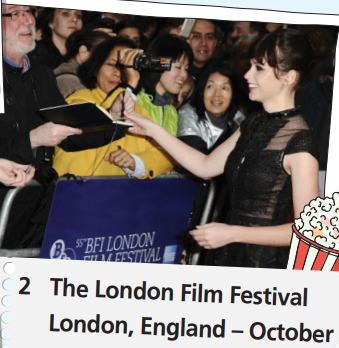 55th BFI LONDON
FILM FESTIVAL
2 The London Film Festival
London, England – October